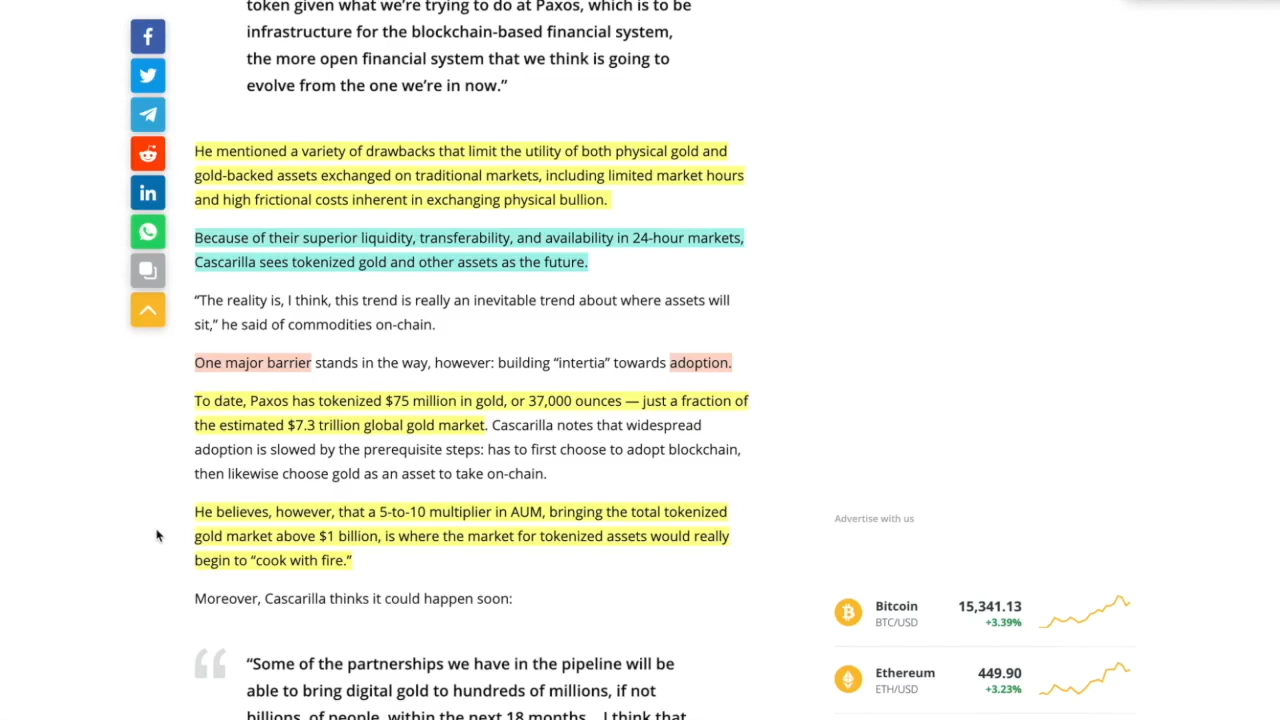 token given what we’re trying to do at Paxos, which is to be
infrastructure for the blockchain-based financial system,
the more open financial system that we think is going to
evolve from the one we’re in now.”
He mentioned a variety of drawbacks that limit the utility of both physical gold and
gold-backed assets exchanged on traditional markets, including limited market hours
and high frictional costs inherent in exchanging physical bullion.
Because of their superior liquidity, transferability, and availability in 24-hour markets,
Cascarilla sees tokenized gold and other assets as the future.
“The reality is, I think, this trend is really an inevitable trend about where assets will
sit,” he said of commodities on-chain.
One major barrier stands in the way, however: building “intertia” towards adoption.
To date, Paxos has tokenized $75 million in gold, or 37,000 ounces — just a fraction of
the estimated $7.3 trillion global gold market. Cascarilla notes that widespread
adoption is slowed by the prerequisite steps: has to first choose to adopt blockchain,
then likewise choose gold as an asset to take on-chain.
He believes, however, that a 5-to-10 multiplier in AUM, bringing the total tokenized
gold market above $1 billion, is where the market for tokenized assets would really
begin to “cook with fire.”
Moreover, Cascarilla thinks it could happen soon:
“Some of the partnerships we have in the pipeline will be
able to bring digital gold to hundreds of millions, if not
billions, of people, within the next 18 months... I think that
Advertise with us
Bitcoin 15,341.13
BTC/USD +3.39%
Ethereum 449.90
ETH/USD +3.23%